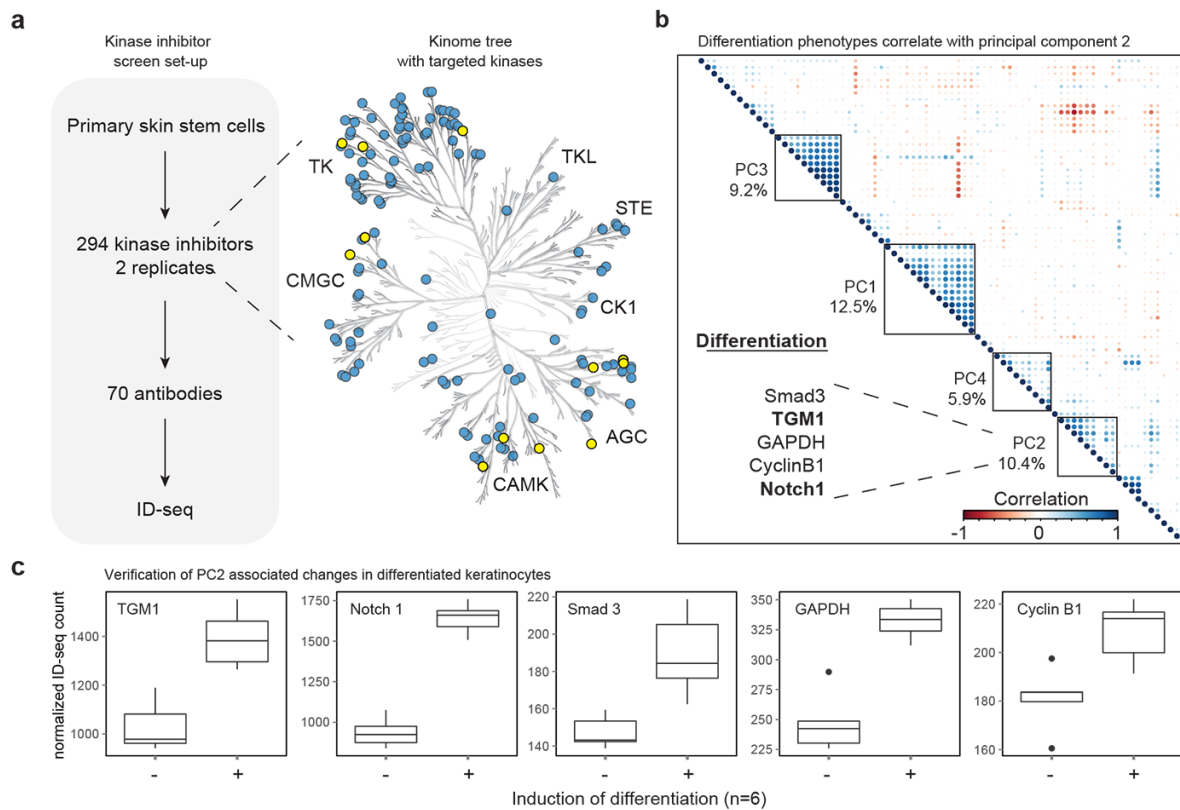 a
Kinase inhibitor
screen set-up
Primary skin stem cells
294 kinase inhibitors
2 replicates
70 antibodies
ID-seq
Kinome tree
with targeted kinases
TK
TKL
STE
CMGC
CK1
AGC
CAMK
b
Differentiation phenotypes correlate with principal component 2
PC3
9.2%
PC1
12.5%
PC4
5.9%
PC2
10.4%
Differentiation
Smad3
TGM1
GAPDH
CyclinB1
Notch1
Correlation
-1 0 1
c
Verification of PC2 associated changes in differentiated keratinocytes
normalized ID-seq count
TGM1
1400
1200
1000
- +
Notch 1
1750
1500
1250
1000
- +
Smad 3
220
200
180
160
140
- +
GAPDH
350
325
300
275
250
225
- +
Cyclin B1
220
200
180
160
- +
Induction of differentiation (n=6)